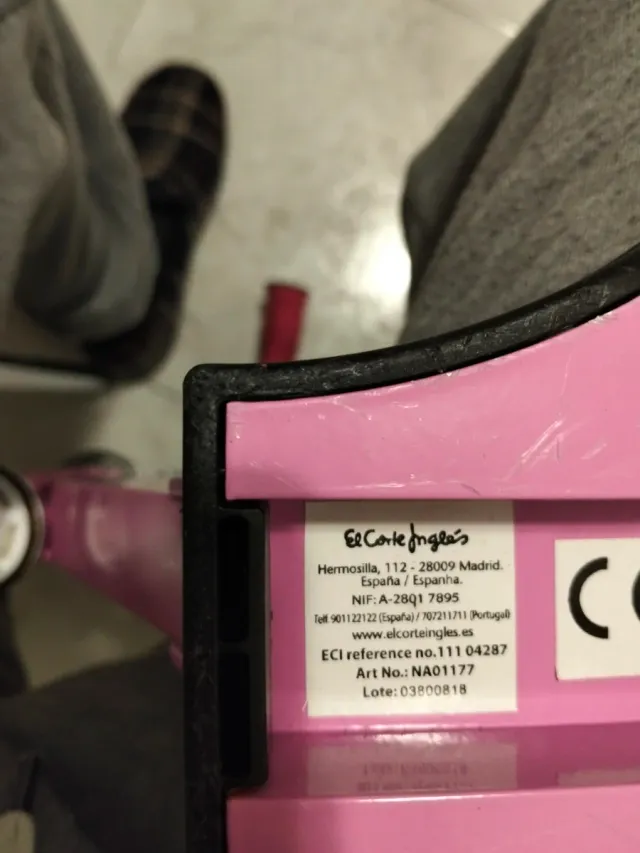 El Corte Inglés
Hermosilla, 112 - 28009 Madrid.
España / Espanha.
NIF: A-2801 7895
Telf. 901122122 (España) / 707211711 (Portugal)
www.elcorteingles.es
ECI reference no.111 04287
Art No.: NA01177
Lote: 03800818
C